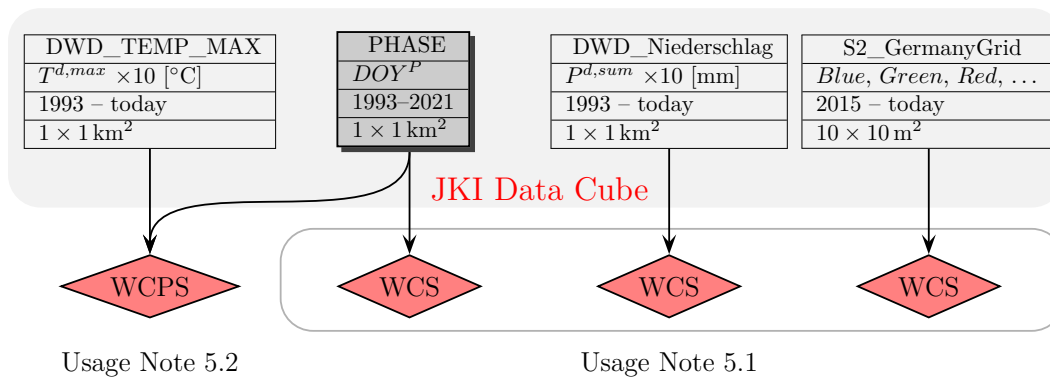 DWD_TEMP_MAX
T^{d,max} ×10 [°C]
1993 – today
1 × 1 km²
PHASE
DOY^P
1993–2021
1 × 1 km²
DWD_Niederschlag
P^{d,sum} ×10 [mm]
1993 – today
1 × 1 km²
S2_GermanyGrid
Blue, Green, Red, …
2015 – today
10 × 10 m²
JKI Data Cube
WCPS
WCS
WCS
WCS
Usage Note 5.2
Usage Note 5.1